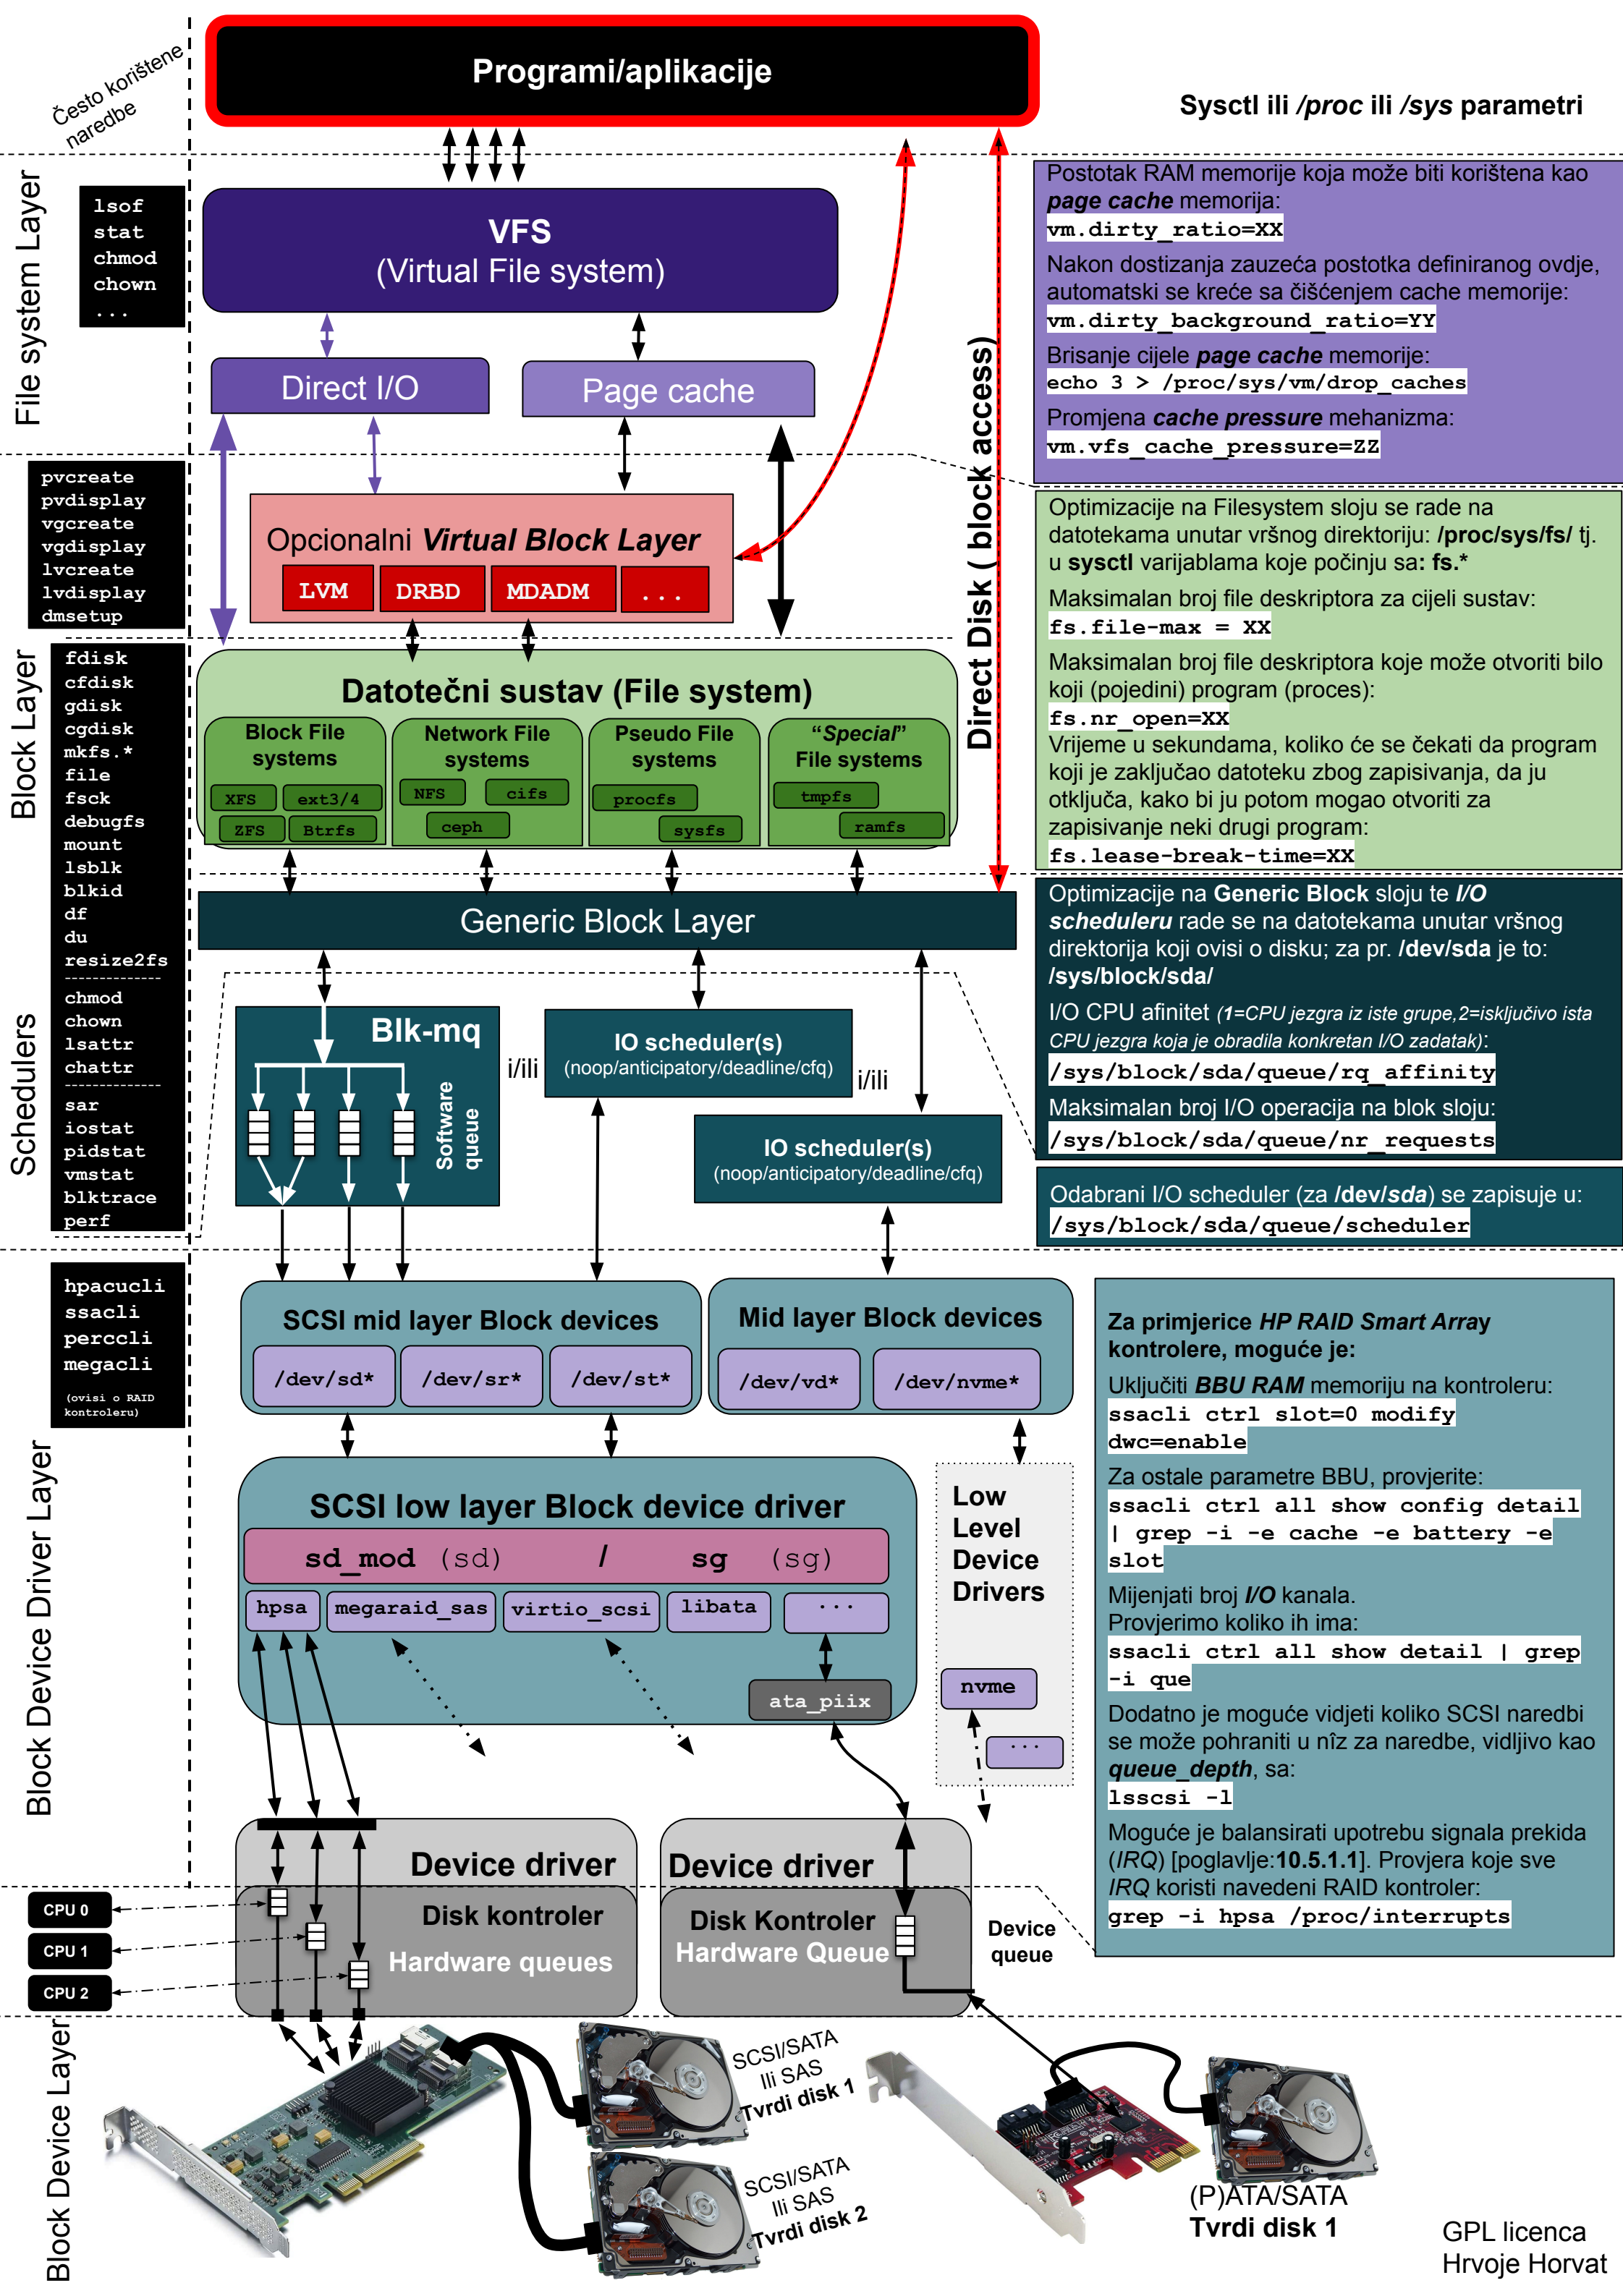 Često korištene
naredbe
Programi/aplikacije
Sysctl ili /proc ili /sys parametri
File system Layer
lsof
stat
chmod
chown
...
VFS
(Virtual File system)
Direct I/O
Page cache
Direct Disk ( block access)
Postotak RAM memorije koja može biti korištena kao
page cache memorija:
vm.dirty_ratio=XX
Nakon dostizanja zauzeća postotka definiranog ovdje,
automatski se kreće sa čišćenjem cache memorije:
vm.dirty_background_ratio=YY
Brisanje cijele page cache memorije:
echo 3 > /proc/sys/vm/drop_caches
Promjena cache pressure mehanizma:
vm.vfs_cache_pressure=ZZ
pvcreate
pvdisplay
vgcreate
vgdisplay
lvcreate
lvdisplay
dmsetup
Opcionalni Virtual Block Layer
LVM
DRBD
MDADM
...
Optimizacije na Filesystem sloju se rade na
datotekama unutar vršnog direktoriju: /proc/sys/fs/ tj.
u sysctl varijablama koje počinju sa: fs.*
Maksimalan broj file deskriptora za cijeli sustav:
fs.file-max = XX
Maksimalan broj file deskriptora koje može otvoriti bilo
koji (pojedini) program (proces):
fs.nr_open=XX
Vrijeme u sekundama, koliko će se čekati da program
koji je zaključao datoteku zbog zapisivanja, da ju
otključa, kako bi ju potom mogao otvoriti za
zapisivanje neki drugi program:
fs.lease-break-time=XX
Block Layer
Schedulers
fdisk
cfdisk
gdisk
cgdisk
mkfs.*
file
fsck
debugfs
mount
lsblk
blkid
df
du
resize2fs
--------------
chmod
chown
lsattr
chattr
--------------
sar
iostat
pidstat
vmstat
blktrace
perf
Datotečni sustav (File system)
Block File
systems
XFS
ext3/4
ZFS
Btrfs
Network File
systems
NFS
cifs
ceph
Pseudo File
systems
procfs
sysfs
“Special”
File systems
tmpfs
ramfs
Generic Block Layer
Optimizacije na Generic Block sloju te I/O
scheduleru rade se na datotekama unutar vršnog
direktorija koji ovisi o disku; za pr. /dev/sda je to:
/sys/block/sda/
I/O CPU afinitet (1=CPU jezgra iz iste grupe,2=isključivo ista
CPU jezgra koja je obradila konkretan I/O zadatak):
/sys/block/sda/queue/rq_affinity
Maksimalan broj I/O operacija na blok sloju:
/sys/block/sda/queue/nr_requests
Odabrani I/O scheduler (za /dev/sda) se zapisuje u:
/sys/block/sda/queue/scheduler
Blk-mq
Software
queue
i/ili
IO scheduler(s)
(noop/anticipatory/deadline/cfq)
i/ili
IO scheduler(s)
(noop/anticipatory/deadline/cfq)
Block Device Driver Layer
hpacucli
ssacli
perccli
megacli
(ovisi o RAID
kontroleru)
SCSI mid layer Block devices
/dev/sd*
/dev/sr*
/dev/st*
Mid layer Block devices
/dev/vd*
/dev/nvme*
SCSI low layer Block device driver
sd_mod (sd) / sg (sg)
hpsa
megaraid_sas
virtio_scsi
libata
...
ata_piix
Low
Level
Device
Drivers
nvme
...
Za primjerice HP RAID Smart Array
kontrolere, moguće je:
Uključiti BBU RAM memoriju na kontroleru:
ssacli ctrl slot=0 modify
dwc=enable
Za ostale parametre BBU, provjerite:
ssacli ctrl all show config detail
| grep -i -e cache -e battery -e
slot
Mijenjati broj I/O kanala.
Provjerimo koliko ih ima:
ssacli ctrl all show detail | grep
-i que
Dodatno je moguće vidjeti koliko SCSI naredbi
se može pohraniti u nîz za naredbe, vidljivo kao
queue_depth, sa:
lsscsi -l
Moguće je balansirati upotrebu signala prekida
(IRQ) [poglavlje:10.5.1.1]. Provjera koje sve
IRQ koristi navedeni RAID kontroler:
grep -i hpsa /proc/interrupts
Device driver
Disk kontroler
Hardware queues
Device driver
Disk Kontroler
Hardware Queue
Device
queue
CPU 0
CPU 1
CPU 2
Block Device Layer
SCSI/SATA
Ili SAS
Tvrdi disk 1
SCSI/SATA
Ili SAS
Tvrdi disk 2
(P)ATA/SATA
Tvrdi disk 1
GPL licenca
Hrvoje Horvat